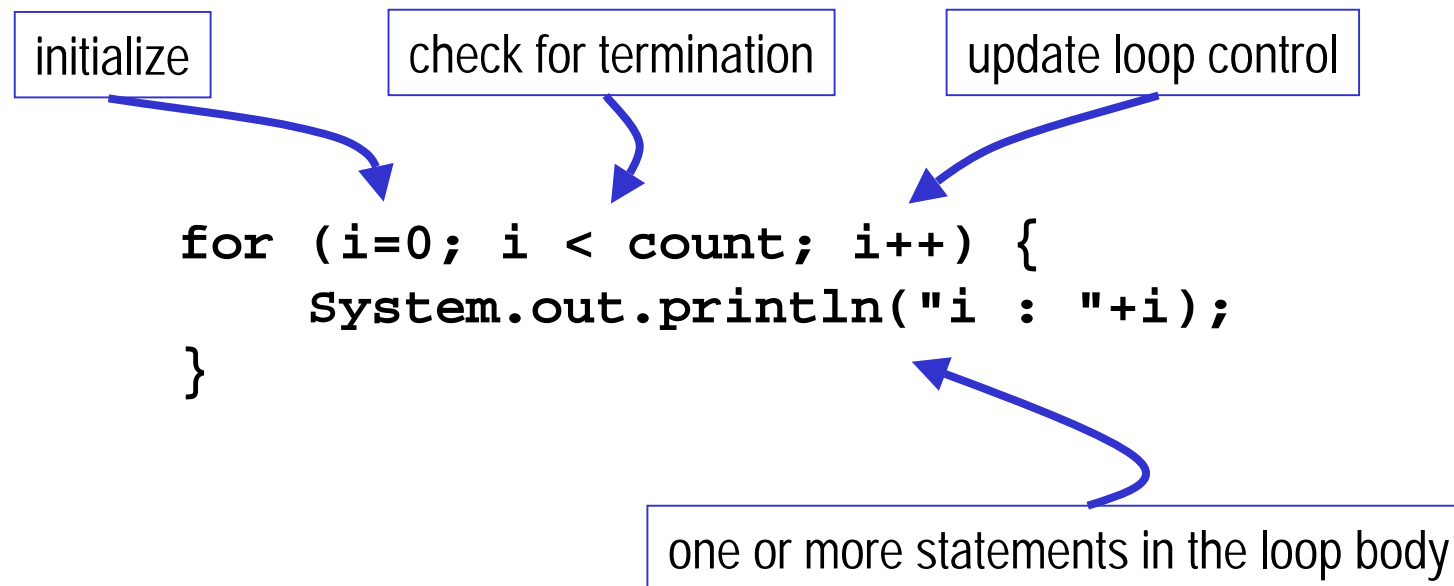 initialize
check for termination
update loop control
for (i=0; i < count; i++) {
System.out.println("i : "+i);
}
one or more statements in the loop body